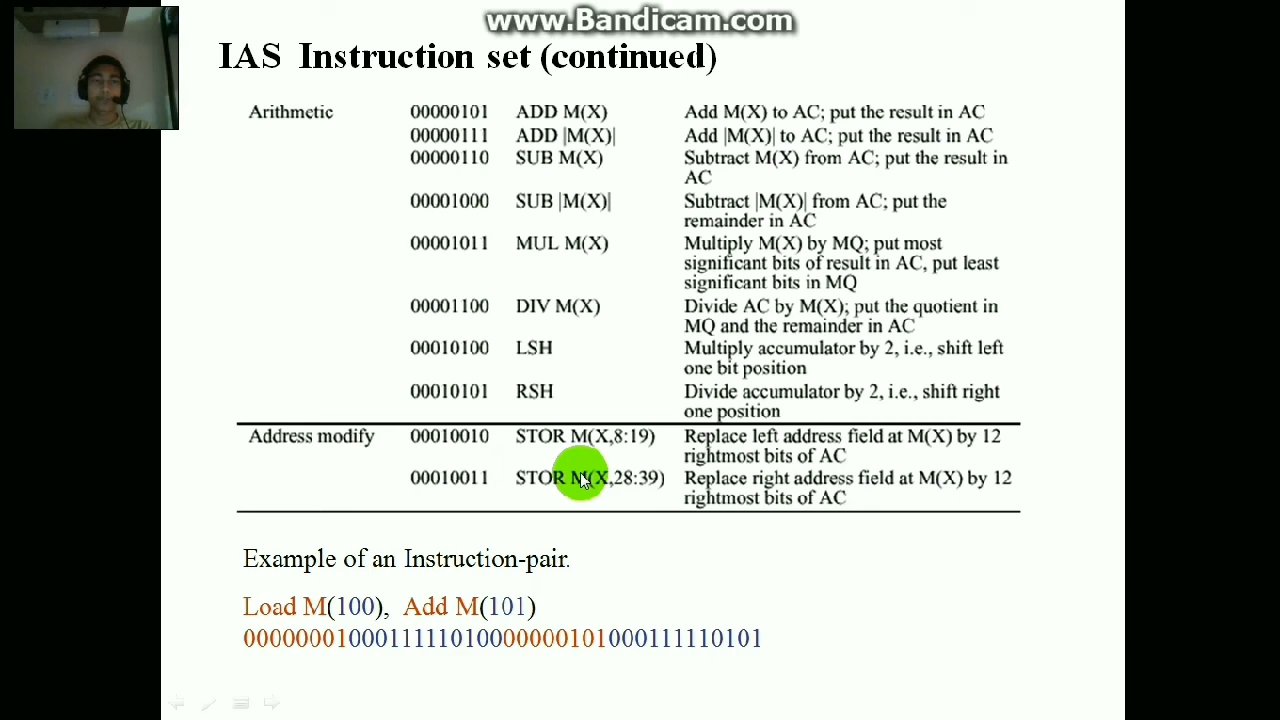 www.Bandicam.com
IAS Instruction set (continued)
Arithmetic 00000101 ADD M(X) Add M(X) to AC; put the result in AC
00000111 ADD |M(X)| Add |M(X)| to AC; put the result in AC
00000110 SUB M(X) Subtract M(X) from AC; put the result in
AC
00001000 SUB |M(X)| Subtract |M(X)| from AC; put the
remainder in AC
00001011 MUL M(X) Multiply M(X) by MQ; put most
significant bits of result in AC, put least
significant bits in MQ
00001100 DIV M(X) Divide AC by M(X); put the quotient in
MQ and the remainder in AC
00010100 LSH Multiply accumulator by 2, i.e., shift left
one bit position
00010101 RSH Divide accumulator by 2, i.e., shift right
one position
Address modify 00010010 STOR M(X,8:19) Replace left address field at M(X) by 12
rightmost bits of AC
00010011 STOR M(X,28:39) Replace right address field at M(X) by 12
rightmost bits of AC
Example of an Instruction-pair.
Load M(100), Add M(101)
0000000100011111010000000101000111110101